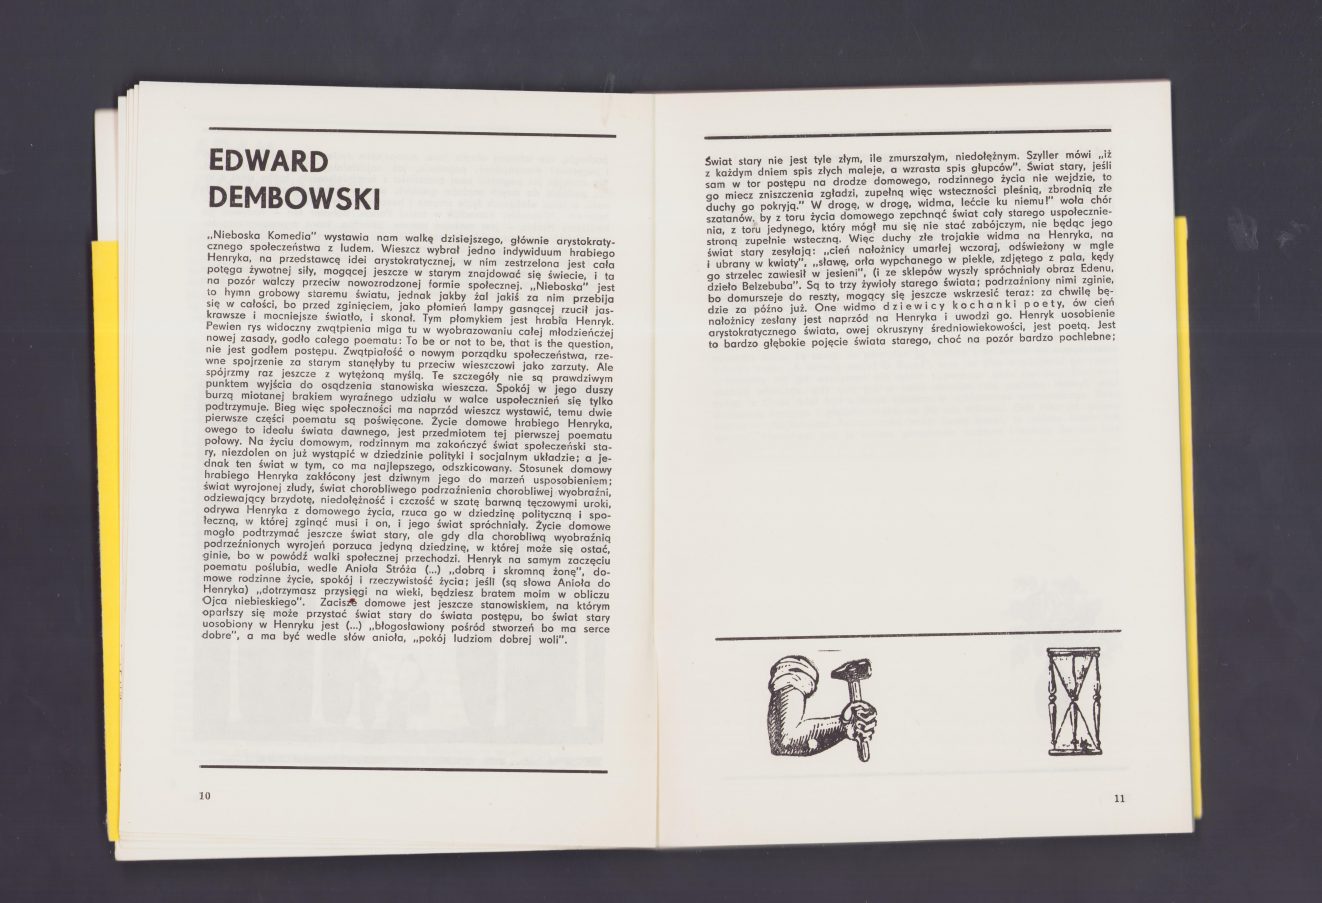 EDWARD
DEMBOWSKI
„Nieboska Komedia" wystawia nam walkę dzisiejszego, głównie arystokraty-
cznego społeczeństwa z ludem. Wieszcz wybrał jedno indywiduum hrabiego
Henryka, na przedstawcę idei arystokratycznej, w nim zestrzelona jest cała
potęga żywotnej siły, mogącej jeszcze w starym znajdować się świecie, i ta
na pozór walczy przeciw nowozrodzonej formie społecznej. „Nieboska" jest
to hymn grobowy staremu światu, jednak jakby żal jakiś za nim przebija
się w całości, bo przed zginięciem, jako płomień lampy gasnącej rzucił jas-
krawsze i mocniejsze światło, i skonał. Tym płomykiem jest hrabia Henryk.
Pewien rys widoczny zwątpienia miga tu w wyobrazowaniu całej młodzieńczej
nowej zasady, godło całego poematu: To be or not to be, that is the question,
nie jest godłem postępu. Zwątpiałość o nowym porządku społeczeństwa, rze-
wne spojrzenie za starym stanęłyby tu przeciw wieszczowi jako zarzuty. Ale
spójrzmy raz jeszcze z wytężoną myślą. Te szczegóły nie są prawdziwym
punktem wyjścia do osądzenia stanowiska wieszcza. Spokój w jego duszy
burzą miotanej brakiem wyraźnego udziału w walce uspołecznień się tylko
podtrzymuje. Bieg więc społeczności ma naprzód wieszcz wystawić, temu dwie
pierwsze części poematu są poświęcone. Życie domowe hrabiego Henryka,
owego to ideału świata dawnego, jest przedmiotem tej pierwszej poematu
połowy. Na życiu domowym, rodzinnym ma zakończyć świat społeczeński sta-
ry, niezdolen on już wystąpić w dziedzinie polityki i socjalnym układzie; a je-
dnak ten świat w tym, co ma najlepszego, odszkicowany. Stosunek domowy
hrabiego Henryka zakłócony jest dziwnym jego do marzeń usposobieniem;
świat wyrojonej złudy, świat chorobliwego podrzaźnienia chorobliwej wyobraźni,
odziewający brzydotę, niedołężność i czczość w szatę barwną tęczowymi uroki,
odrywa Henryka z domowego życia, rzuca go w dziedzinę polityczną i spo-
łeczną, w której zginąć musi i on, i jego świat spróchniały. Życie domowe
mogło podtrzymać jeszcze świat stary, ale gdy dla chorobliwą wyobraźnią
podrzeźnionych wyrojeń porzuca jedyną dziedzinę, w której może się ostać,
ginie, bo w powódź walki społecznej przechodzi. Henryk na samym zaczęciu
poematu poślubia, wedle Anioła Stróża (...) „dobrą i skromną żonę", do-
mowe rodzinne życie, spokój i rzeczywistość życia; jeśli (są słowa Anioła do
Henryka) „dotrzymasz przysięgi na wieki, będziesz bratem moim w obliczu
Ojca niebieskiego". Zacisze domowe jest jeszcze stanowiskiem, na którym
oparłszy się może przystać świat stary do świata postępu, bo świat stary
uosobiony w Henryku jest (...) „błogosławiony pośród stworzeń bo ma serce
dobre", a ma być wedle słów anioła, „pokój ludziom dobrej woli".
10
Świat stary nie jest tyle złym, ile zmurszałym, niedołężnym. Szyller mówi „iż
z każdym dniem spis złych maleje, a wzrasta spis głupców". Świat stary, jeśli
sam w tor postępu na drodze domowego, rodzinnego życia nie wejdzie, to
go miecz zniszczenia zgładzi, zupełną więc wsteczności pleśnią, zbrodnią złe
duchy go pokryją." W drogę, w drogę, widma, lećcie ku niemu!" woła chór
szatanów, by z toru życia domowego zepchnąć świat cały starego uspołecznie-
nia, z toru jedynego, który mógł mu się nie stać zabójczym, nie będąc jego
stroną zupełnie wsteczną. Więc duchy złe trojakie widma na Henryka, na
świat stary zesyłają: „cień nałożnicy umarłej wczoraj, odświeżony w mgle
i ubrany w kwiaty", „sławę, orła wypchanego w piekle, zdjętego z pala, kędy
go strzelec zawiesił w jesieni", (i ze sklepów wyszły spróchniały obraz Edenu,
dzieło Belzebuba". Są to trzy żywioły starego świata; podrzaźniony nimi zginie,
bo domurszeje do reszty, mogący się jeszcze wskrzesić teraz: za chwilę bę-
dzie za późno już. One widmo dziewicy kochanki poety, ów cień
nałożnicy zesłany jest naprzód na Henryka i uwodzi go. Henryk uosobienie
arystokratycznego świata, owej okruszyny średniowiekowości, jest poetą. Jest
to bardzo głębokie pojęcie świata starego, choć na pozór bardzo pochlebne;
11